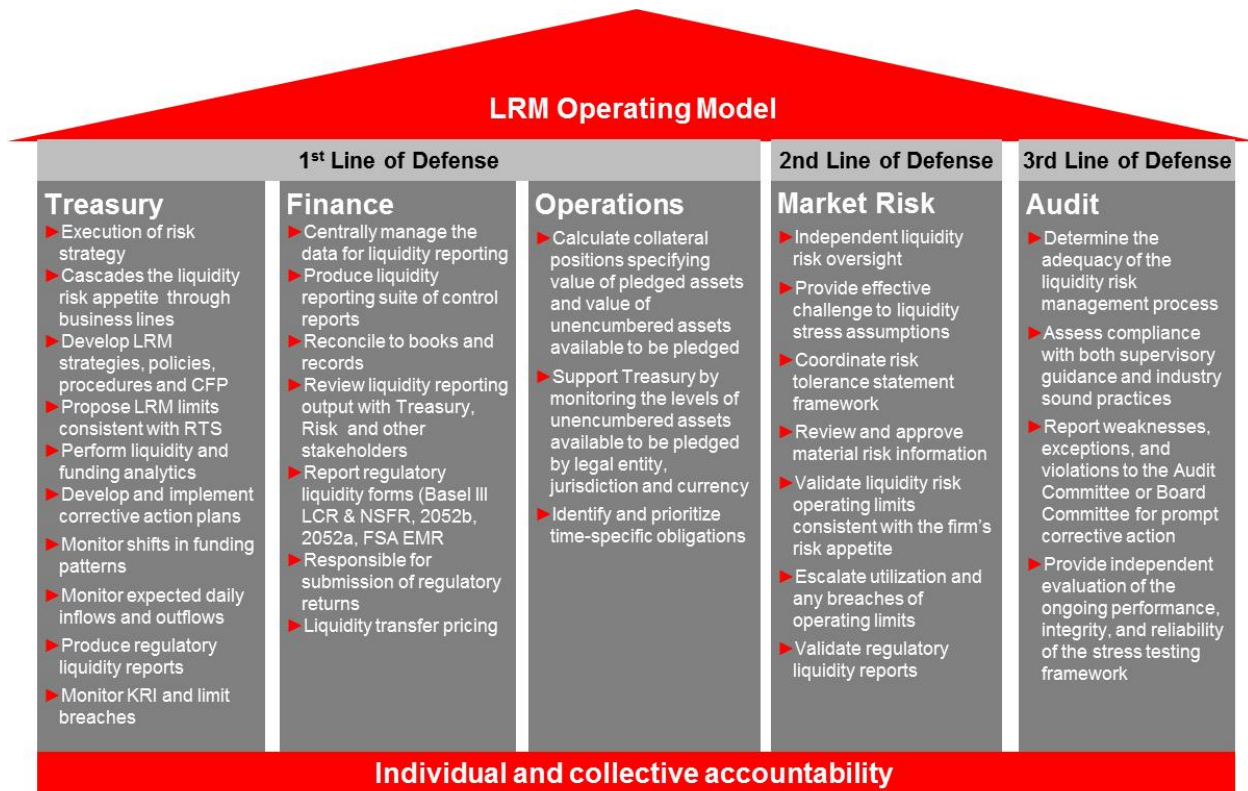 LRM Operating Model
1st Line of Defense
2nd Line of Defense
3rd Line of Defense
Treasury
►Execution of risk
strategy
►Cascades the liquidity
risk appetite through
business lines
►Develop LRM
strategies, policies,
procedures and CFP
►Propose LRM limits
consistent with RTS
►Perform liquidity and
funding analytics
►Develop and implement
corrective action plans
►Monitor shifts in funding
patterns
►Monitor expected daily
inflows and outflows
►Produce regulatory
liquidity reports
►Monitor KRI and limit
breaches
Finance
►Centrally manage the
data for liquidity reporting
►Produce liquidity
reporting suite of control
reports
►Reconcile to books and
records
►Review liquidity reporting
output with Treasury,
Risk and other
stakeholders
►Report regulatory
liquidity forms (Basel III
LCR & NSFR, 2052b,
2052a, FSA EMR
►Responsible for
submission of regulatory
returns
►Liquidity transfer pricing
Operations
►Calculate collateral
positions specifying
value of pledged assets
and value of
unencumbered assets
available to be pledged
►Support Treasury by
monitoring the levels of
unencumbered assets
available to be pledged
by legal entity,
jurisdiction and currency
►Identify and prioritize
time-specific obligations
Market Risk
►Independent liquidity
risk oversight
►Provide effective
challenge to liquidity
stress assumptions
►Coordinate risk
tolerance statement
framework
►Review and approve
material risk information
►Validate liquidity risk
operating limits
consistent with the firm's
risk appetite
►Escalate utilization and
any breaches of
operating limits
►Validate regulatory
liquidity reports
Audit
►Determine the
adequacy of the
liquidity risk
management process
►Assess compliance
with both supervisory
guidance and industry
sound practices
►Report weaknesses,
exceptions, and
violations to the Audit
Committee or Board
Committee for prompt
corrective action
►Provide independent
evaluation of the
ongoing performance,
integrity, and reliability
of the stress testing
framework
Individual and collective accountability